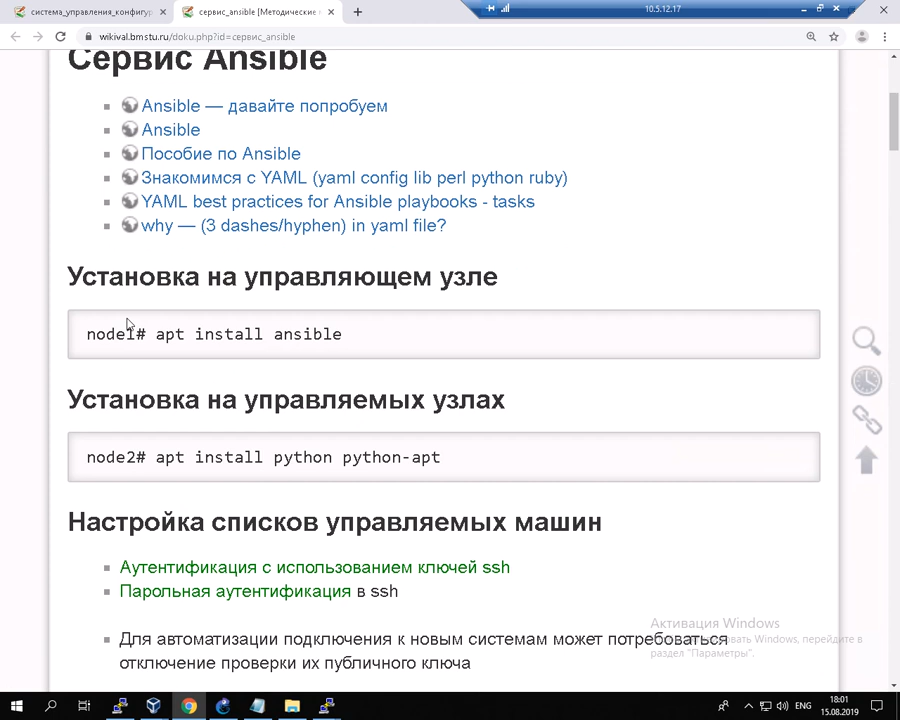 система_управления_конфигур
сервис_ansible [Методические
10.5.12.17
wikival.bmstu.ru/doku.php?id=сервис_ansible
Сервис Ansible
Ansible — давайте попробуем
Ansible
Пособие по Ansible
Знакомимся с YAML (yaml config lib perl python ruby)
YAML best practices for Ansible playbooks - tasks
why — (3 dashes/hyphen) in yaml file?
Установка на управляющем узле
node1# apt install ansible
Установка на управляемых узлах
node2# apt install python python-apt
Настройка списков управляемых машин
Аутентификация с использованием ключей ssh
Парольная аутентификация в ssh
Для автоматизации подключения к новым системам может потребоваться
отключение проверки их публичного ключа
Активация Windows
Windows, перейдите в
раздел "Параметры".
ENG
18:01
15.08.2019